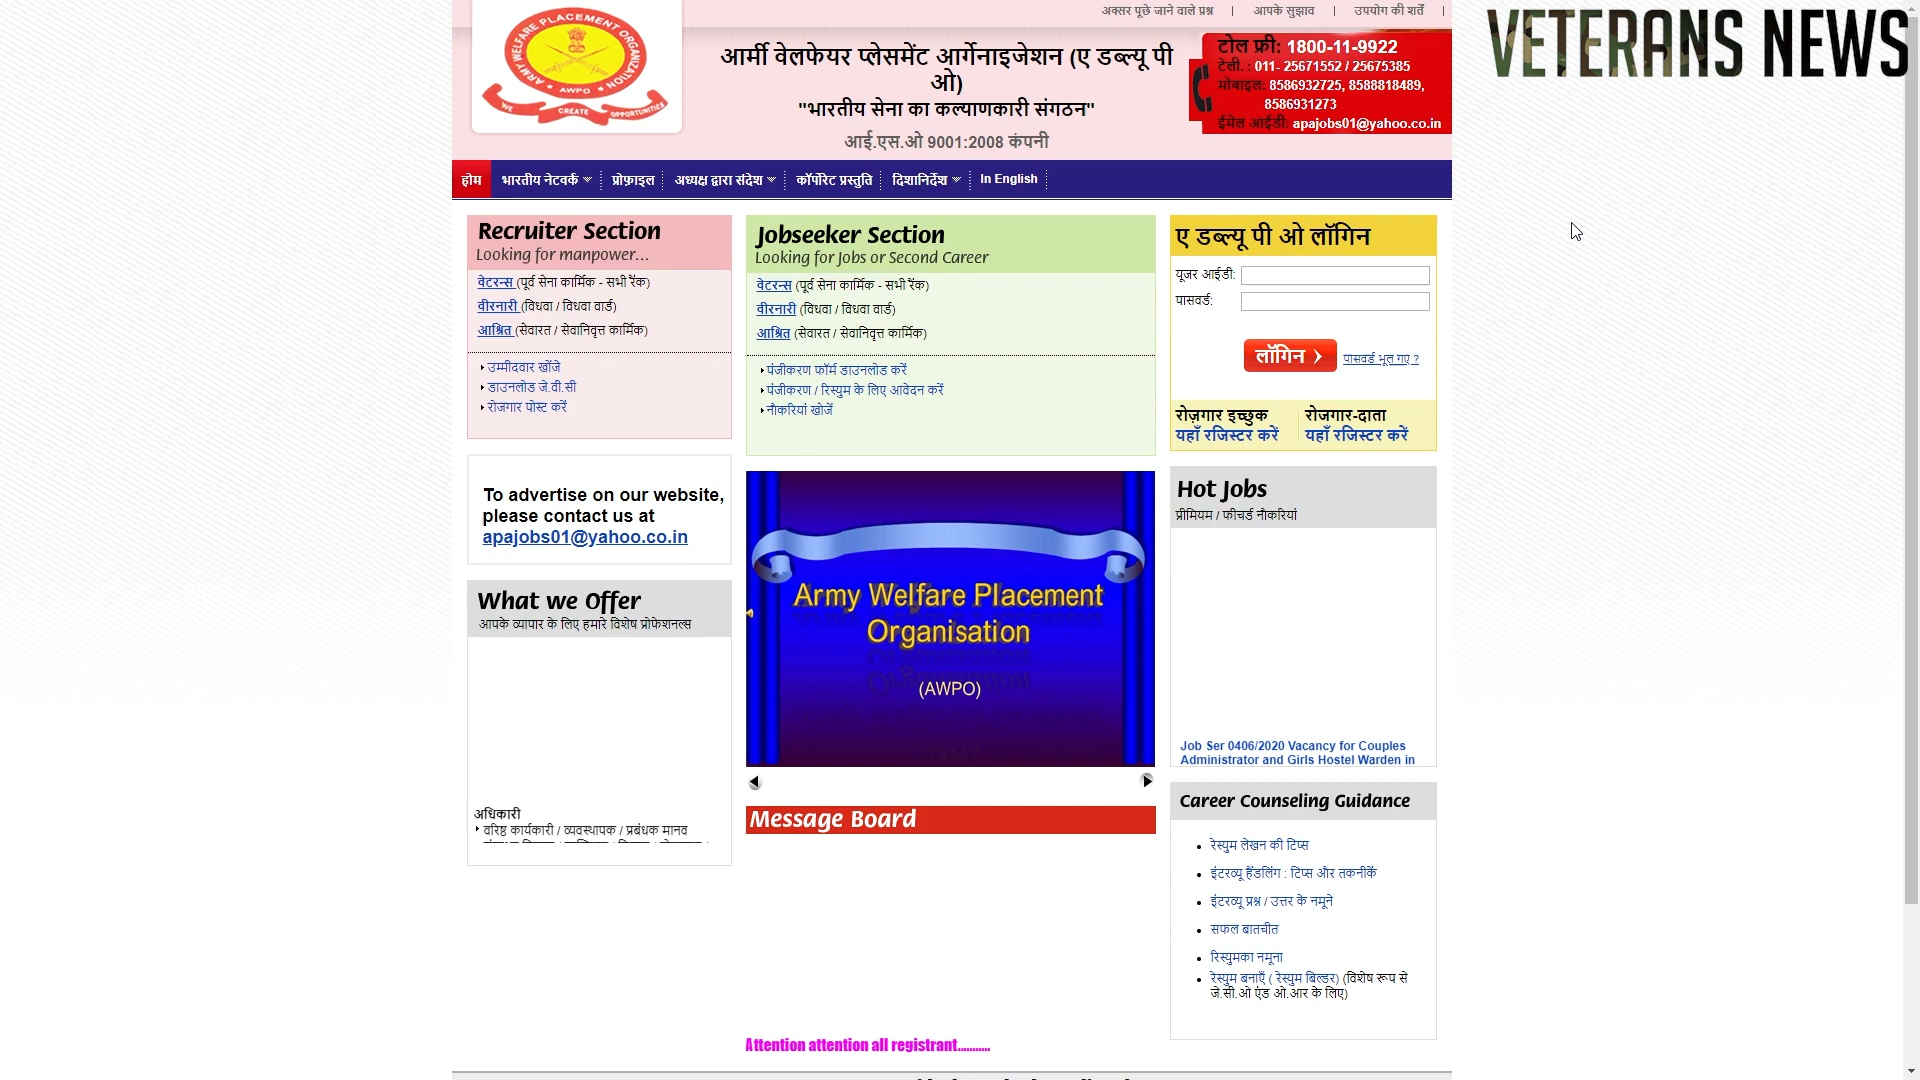 अक्सर पूछे जाने वाले प्रश्न | आपके सुझाव | उपयोग की शर्तें |
VETERANS NEWS
ARMY WELFARE PLACEMENT ORGANIZATION
AWPO
WE CREATE OPPORTUNITIES
आर्मी वेलफेयर प्लेसमेंट आर्गेनाइजेशन (ए डब्ल्यू पी
ओ)
"भारतीय सेना का कल्याणकारी संगठन"
आई.एस.ओ 9001:2008 कंपनी
टोल फ्री: 1800-11-9922
टेली. : 011- 25671552 / 25675385
मोबाइल: 8586932725, 8588818489,
8586931273
ईमेल आईडी: apajobs01@yahoo.co.in
होम भारतीय नेटवर्क प्रोफ़ाइल अध्यक्ष द्वारा संदेश कॉर्पोरेट प्रस्तुति दिशानिर्देश In English
Recruiter Section
Looking for manpower...
वेटरन्स (पूर्व सेना कार्मिक - सभी रैंक)
वीरनारी (विधवा / विधवा वार्ड)
आश्रित (सेवारत / सेवानिवृत्त कार्मिक)
उम्मीदवार खोंजे
डाउनलोड जे.वी.सी
रोजगार पोस्ट करें
To advertise on our website,
please contact us at
apajobs01@yahoo.co.in
What we Offer
आपके व्यापार के लिए हमारे विशेष प्रोफेशनल्स
अधिकारी
वरिष्ठ कार्यकारी / व्यवस्थापक / प्रबंधक मानव
Jobseeker Section
Looking for Jobs or Second Career
वेटरन्स (पूर्व सेना कार्मिक - सभी रैंक)
वीरनारी (विधवा / विधवा वार्ड)
आश्रित (सेवारत / सेवानिवृत्त कार्मिक)
पंजीकरण फॉर्म डाउनलोड करें
पंजीकरण / रिस्युम के लिए आवेदन करें
नौकरियां खोजें
Army Welfare Placement
Organisation
(AWPO)
Message Board
Attention attention all registrant...........
ए डब्ल्यू पी ओ लॉगिन
यूजर आईडी:
पासवर्ड:
लॉगिन पासवर्ड भूल गए ?
रोज़गार इच्छुक रोजगार-दाता
यहाँ रजिस्टर करें यहाँ रजिस्टर करें
Hot Jobs
प्रीमियम / फीचर्ड नौकरियां
Job Ser 0406/2020 Vacancy for Couples
Administrator and Girls Hostel Warden in
Career Counseling Guidance
रेस्युम लेखन की टिप्स
इंटरव्यू हैंडलिंग : टिप्स और तकनीकें
इंटरव्यू प्रश्न / उत्तर के नमूने
सफल बातचीत
रिस्युमका नमूना
रेस्युम बनाएँ ( रेस्युम बिल्डर) (विशेष रूप से
जे.सी.ओ एंड ओ.आर के लिए)